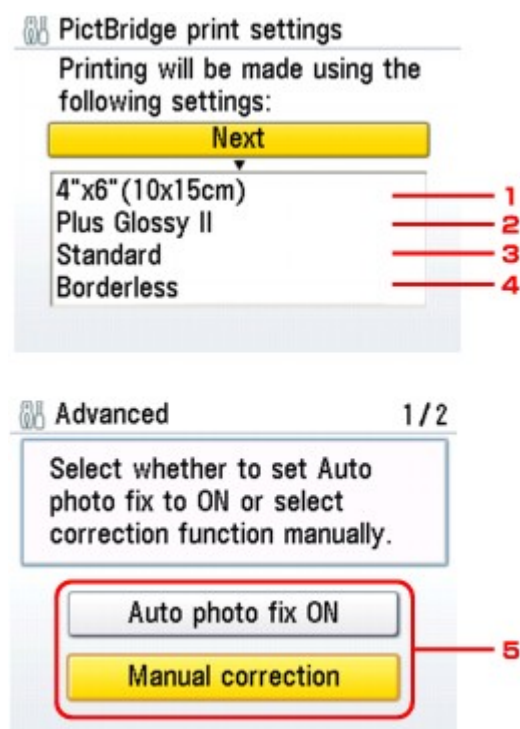 PictBridge print settings
Printing will be made using the
following settings:
Next
4"x6"(10x15cm)
1
Plus Glossy II
2
Standard
3
Borderless
4
Advanced 1/2
Select whether to set Auto
photo fix to ON or select
correction function manually.
Auto photo fix ON
5
Manual correction